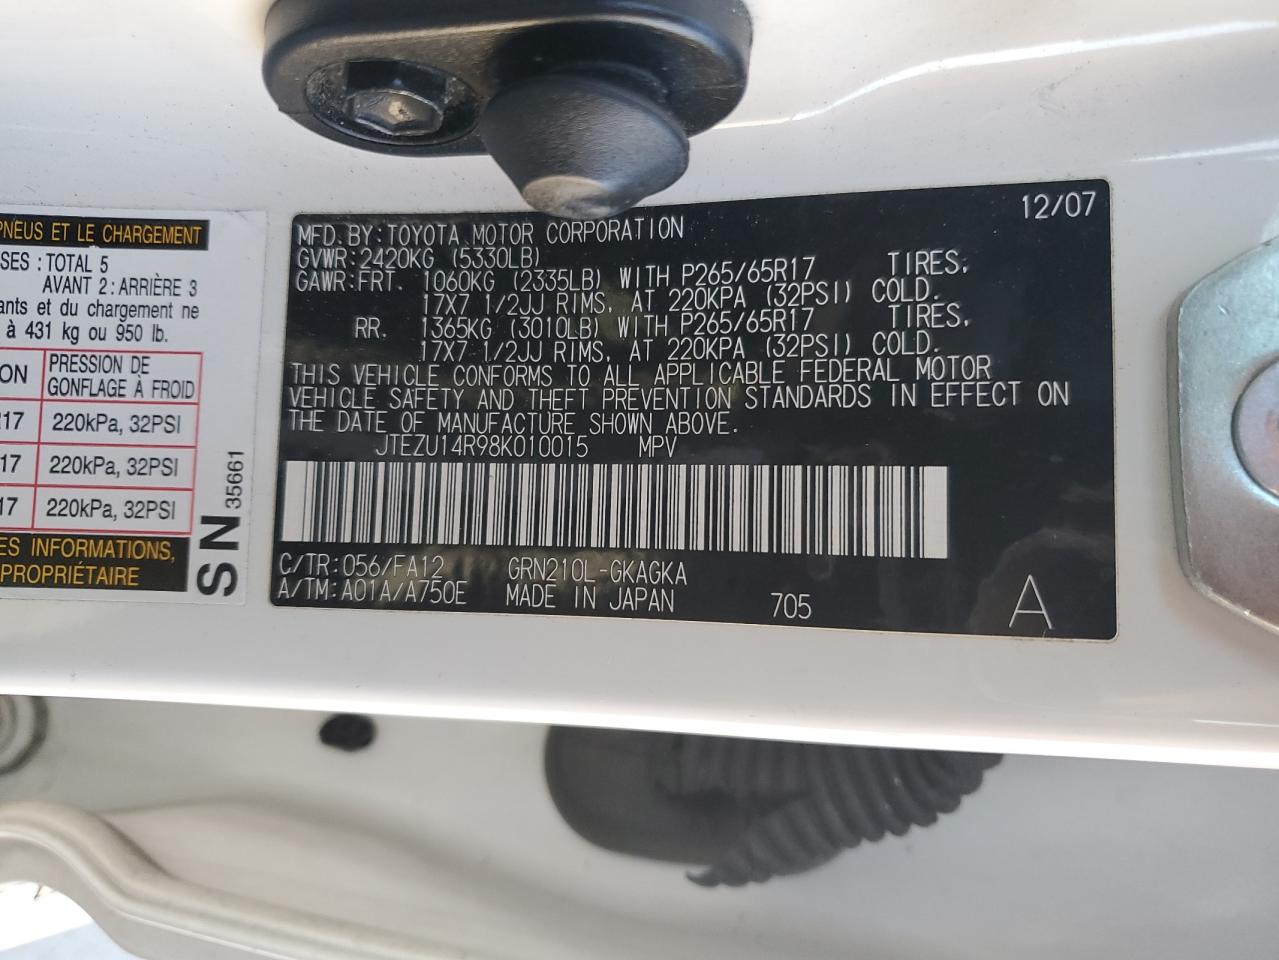 PNEUS ET LE CHARGEMENT
SES : TOTAL 5
AVANT 2 : ARRIÈRE 3
ants et du chargement ne
à 431 kg ou 950 lb.
ON PRESSION DE GONFLAGE À FROID
R17 220kPa, 32PSI
17 220kPa, 32PSI
17 220kPa, 32PSI
ES INFORMATIONS,
PROPRIÉTAIRE
SN 35661
12/07
MFD. BY: TOYOTA MOTOR CORPORATION
GVWR: 2420KG (5330LB)
GAWR: FRT. 1060KG (2335LB) WITH P265/65R17 TIRES,
17X7 1/2JJ RIMS, AT 220KPA (32PSI) COLD.
RR. 1365KG (3010LB) WITH P265/65R17 TIRES,
17X7 1/2JJ RIMS, AT 220KPA (32PSI) COLD.
THIS VEHICLE CONFORMS TO ALL APPLICABLE FEDERAL MOTOR
VEHICLE SAFETY AND THEFT PREVENTION STANDARDS IN EFFECT ON
THE DATE OF MANUFACTURE SHOWN ABOVE.
JTEZU14R98K010015 MPV
C/TR: 056/FA12 GRN210L-GKAGKA
A/TM: A01A/A750E MADE IN JAPAN 705 A